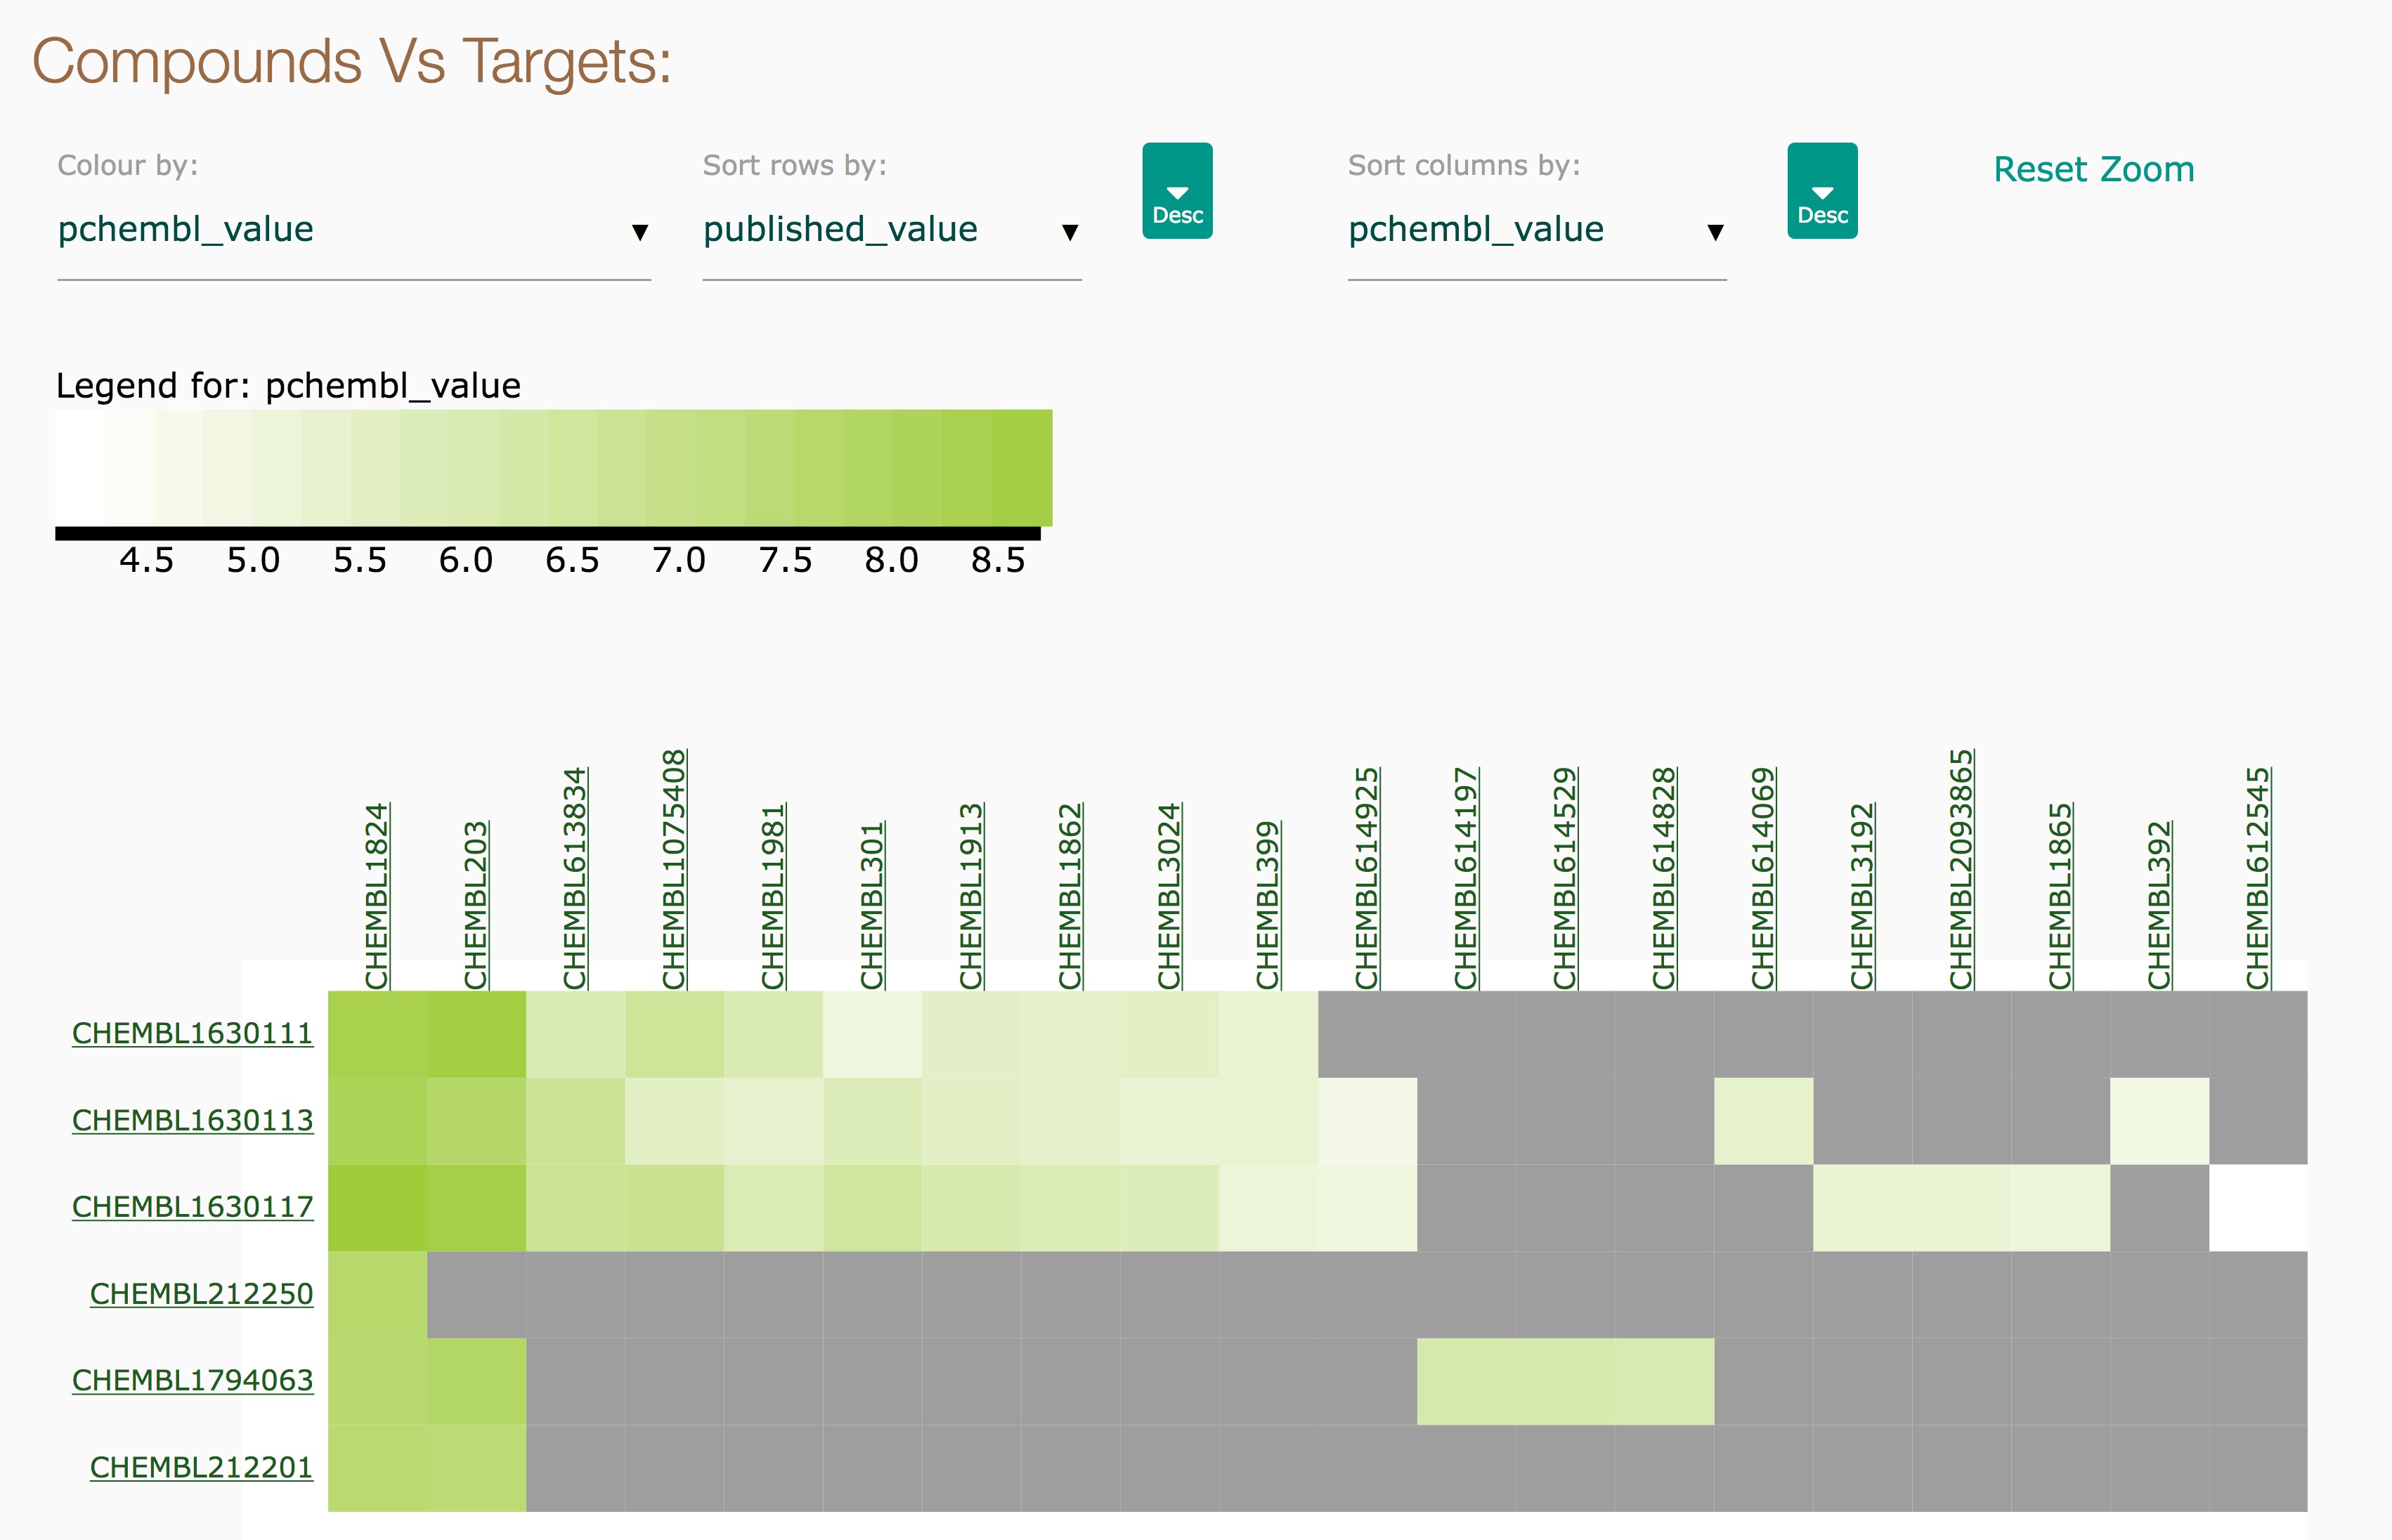 Compounds Vs Targets:
Colour by:
pchembl_value
Sort rows by:
published_value
Desc
Sort columns by:
pchembl_value
Desc
Reset Zoom
Legend for: pchembl_value
4.5 5.0 5.5 6.0 6.5 7.0 7.5 8.0 8.5
CHEMBL1824
CHEMBL203
CHEMBL613834
CHEMBL1075408
CHEMBL1981
CHEMBL301
CHEMBL1913
CHEMBL1862
CHEMBL3024
CHEMBL399
CHEMBL614925
CHEMBL614197
CHEMBL614529
CHEMBL614828
CHEMBL614069
CHEMBL3192
CHEMBL2093865
CHEMBL1865
CHEMBL392
CHEMBL612545
CHEMBL1630111
CHEMBL1630113
CHEMBL1630117
CHEMBL212250
CHEMBL1794063
CHEMBL212201